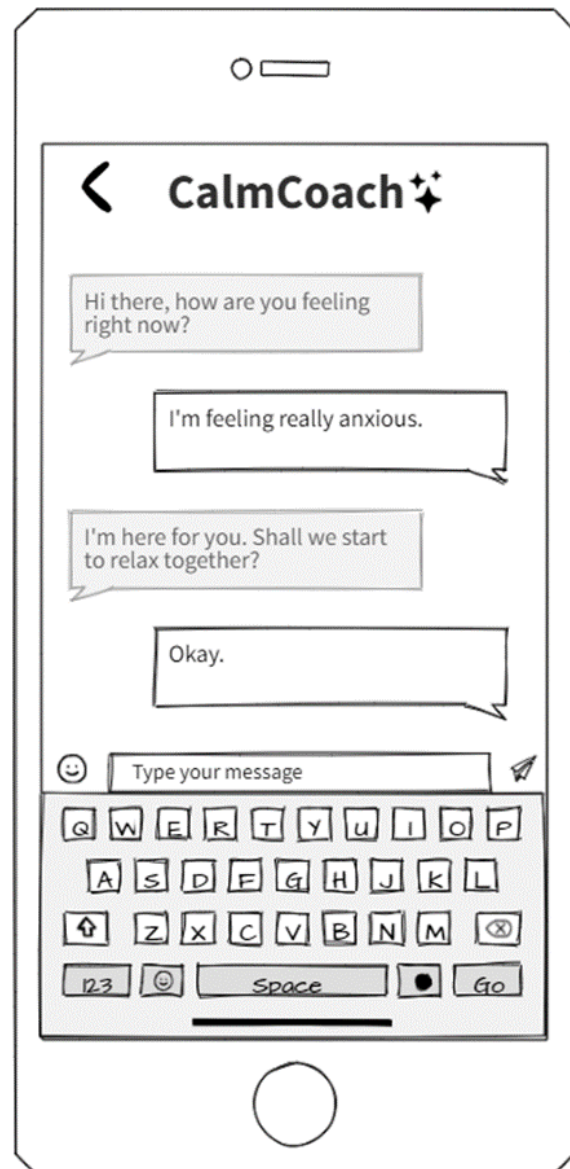 CalmCoach
Hi there, how are you feeling
right now?
I'm feeling really anxious.
I'm here for you. Shall we start
to relax together?
Okay.
Type your message
Q W E R T Y U I O P
A S D F G H J K L
Z X C V B N M
123 Space Go